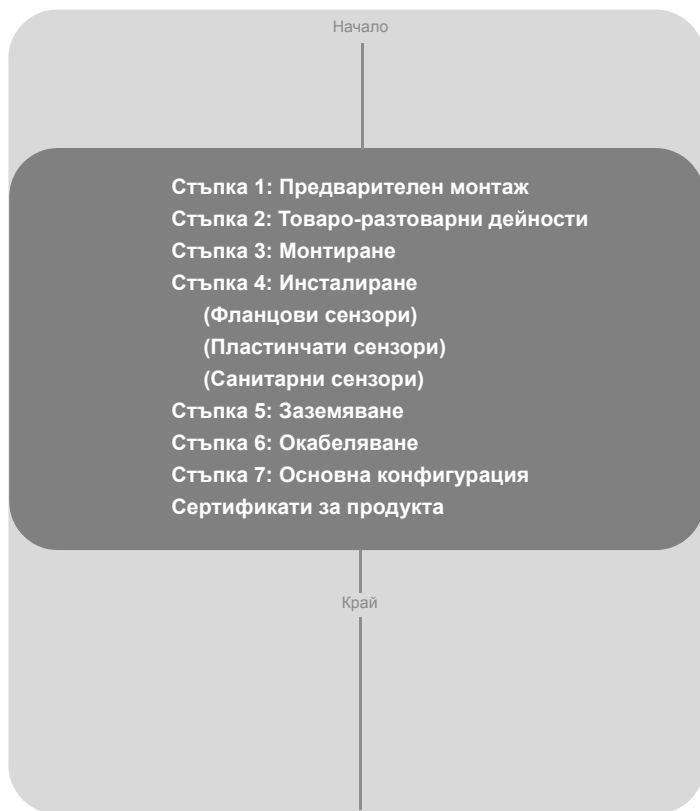 Начало
Стъпка 1: Предварителен монтаж
Стъпка 2: Товаро-разтоварни дейности
Стъпка 3: Монтиране
Стъпка 4: Инсталиране
(Фланцови сензори)
(Пластинчати сензори)
(Санитарни сензори)
Стъпка 5: Заземяване
Стъпка 6: Окабеляване
Стъпка 7: Основна конфигурация
Сертификати за продукта
Край